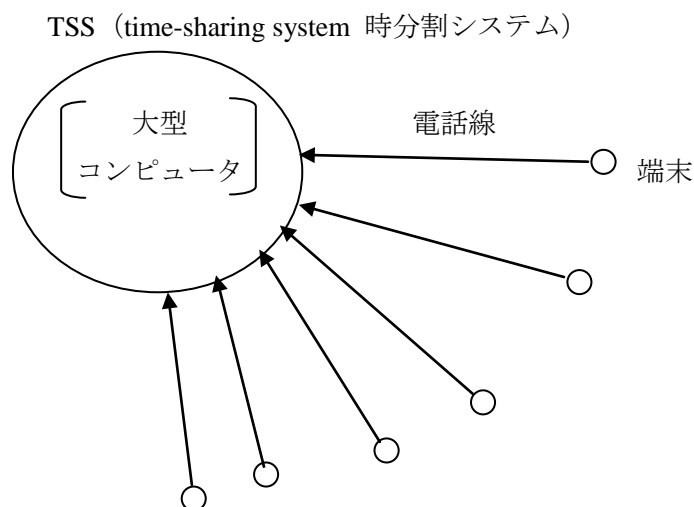 TSS（time-sharing system 時分割システム）
大型
コンピュータ
電話線
端末